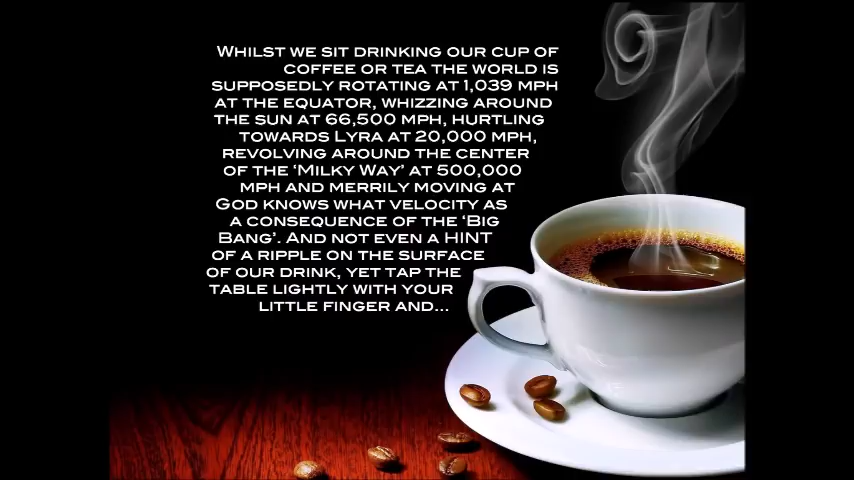 Whilst we sit drinking our cup of
coffee or tea the world is
supposedly rotating at 1,039 mph
at the equator, whizzing around
the sun at 66,500 mph, hurtling
towards Lyra at 20,000 mph,
revolving around the center
of the ‘Milky Way’ at 500,000
mph and merrily moving at
God knows what velocity as
a consequence of the ‘Big
Bang’. And not even a HINT
of a ripple on the surface
of our drink, yet tap the
table lightly with your
little finger and...